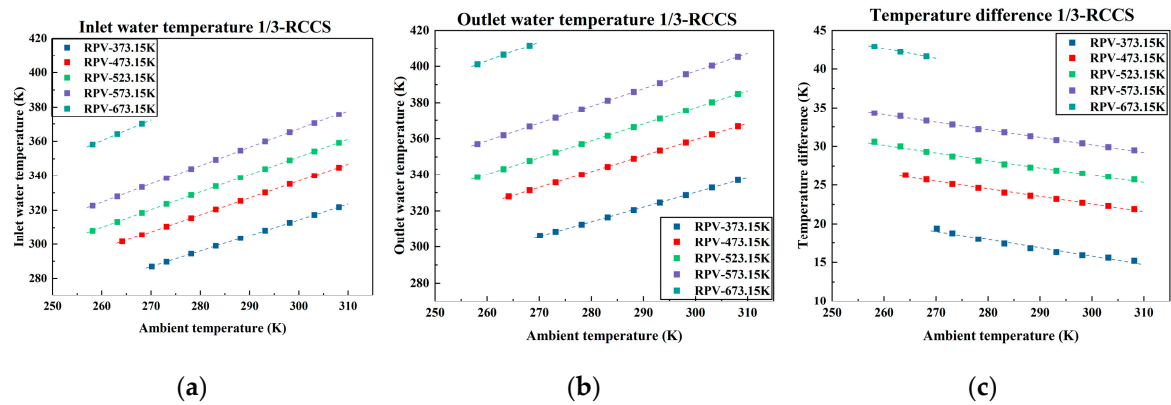 Inlet water temperature 1/3-RCCS
420
400
380
360
340
320
300
280
250 260 270 280 290 300 310
Inlet water temperature (K)
Ambient temperature (K)
RPV-373.15K
RPV-473.15K
RPV-523.15K
RPV-573.15K
RPV-673.15K
(a)
Outlet water temperature 1/3-RCCS
420
400
380
360
340
320
300
280
250 260 270 280 290 300 310
Outlet water temperature (K)
Ambient temperature (K)
RPV-373.15K
RPV-473.15K
RPV-523.15K
RPV-573.15K
RPV-673.15K
(b)
Temperature difference 1/3-RCCS
45
40
35
30
25
20
15
10
250 260 270 280 290 300 310
Temperature difference (K)
Ambient temperature (K)
RPV-373.15K
RPV-473.15K
RPV-523.15K
RPV-573.15K
RPV-673.15K
(c)